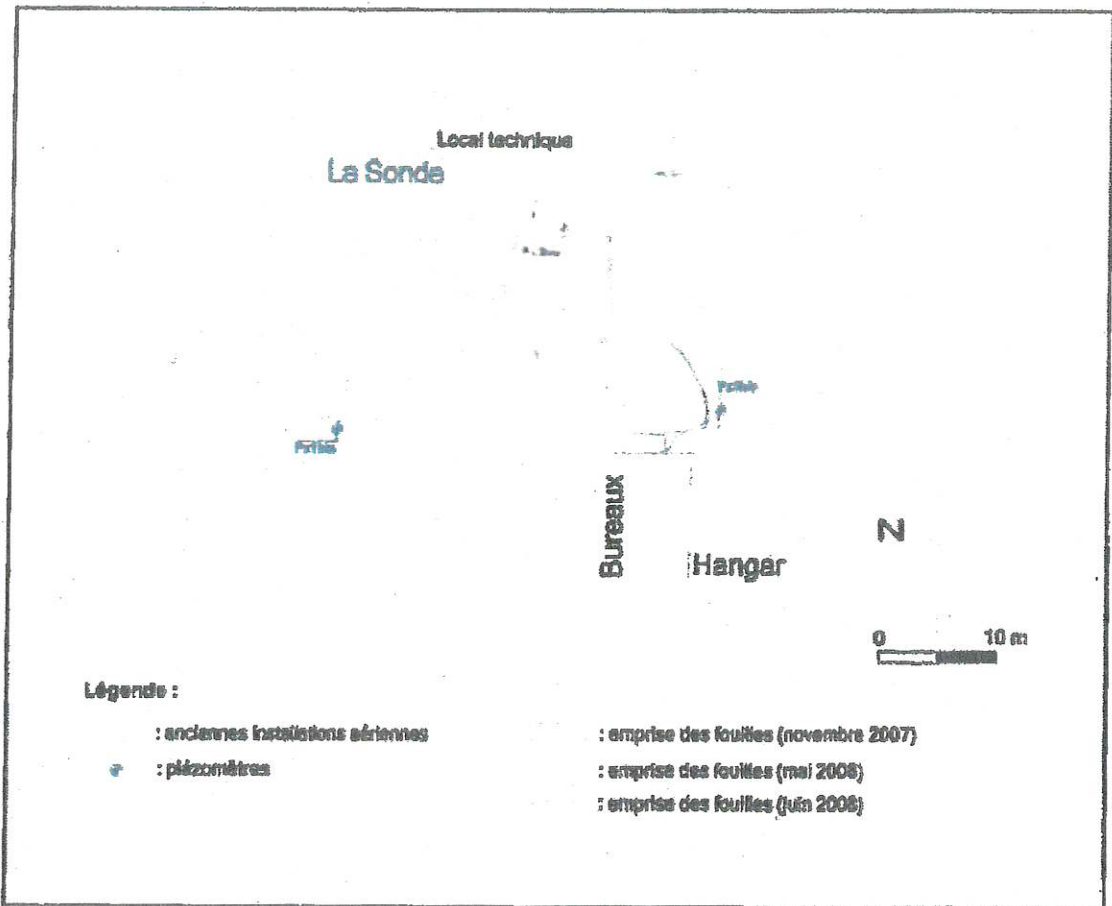 Local technique
La Sonde
Bureaux
Hangar
N
0 10 m
Légende :
: anciennes installations aériennes
: piézomètres
: emprise des fouilles (novembre 2007)
: emprise des fouilles (mai 2008)
: emprise des fouilles (juin 2008)